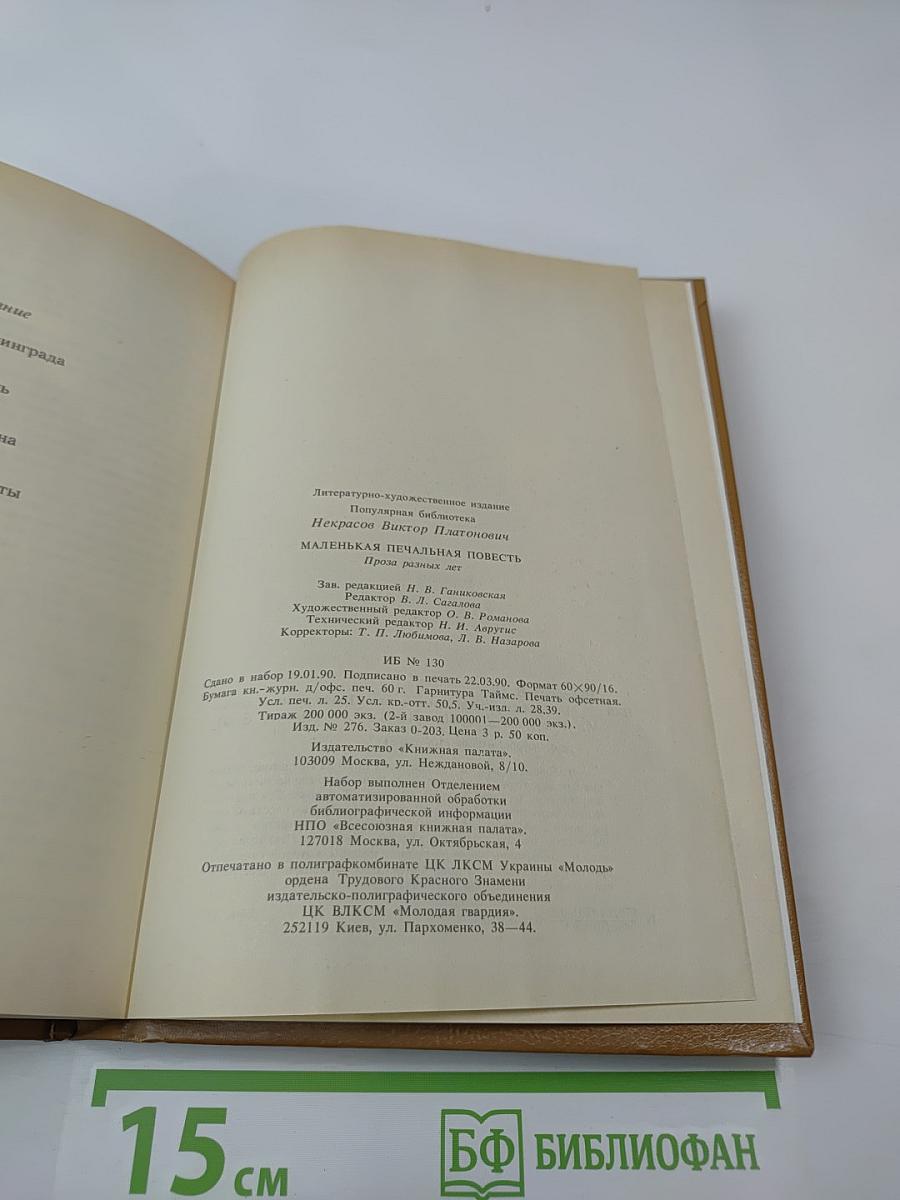 инграда
ь
на
ты
Литературно-художественное издание
Популярная библиотека
Некрасов Виктор Платонович
МАЛЕНЬКАЯ ПЕЧАЛЬНАЯ ПОВЕСТЬ
Проза разных лет
Зав. редакцией Н. В. Ганиковская
Редактор В. Л. Сагалова
Художественный редактор О. В. Романова
Технический редактор Н. И. Аврутис
Корректоры: Т. П. Любимова, Л. В. Назарова
ИБ № 130
Сдано в набор 19.01.90. Подписано в печать 22.03.90. Формат 60×90/16.
Бумага кн.-журн. д/офс. печ. 60 г. Гарнитура Таймс. Печать офсетная.
Усл. печ. л. 25. Усл. кр.-отт. 50,5. Уч.-изд. л. 28,39.
Тираж 200 000 экз. (2-й завод 100001—200 000 экз.).
Изд. № 276. Заказ 0-203. Цена 3 р. 50 коп.
Издательство «Книжная палата».
103009 Москва, ул. Неждановой, 8/10.
Набор выполнен Отделением
автоматизированной обработки
библиографической информации
НПО «Всесоюзная книжная палата».
127018 Москва, ул. Октябрьская, 4
Отпечатано в полиграфкомбинате ЦК ЛКСМ Украины «Молодь»
ордена Трудового Красного Знамени
издательско-полиграфического объединения
ЦК ВЛКСМ «Молодая гвардия».
252119 Киев, ул. Пархоменко, 38—44.
15 см
БФ БИБЛИОФАН